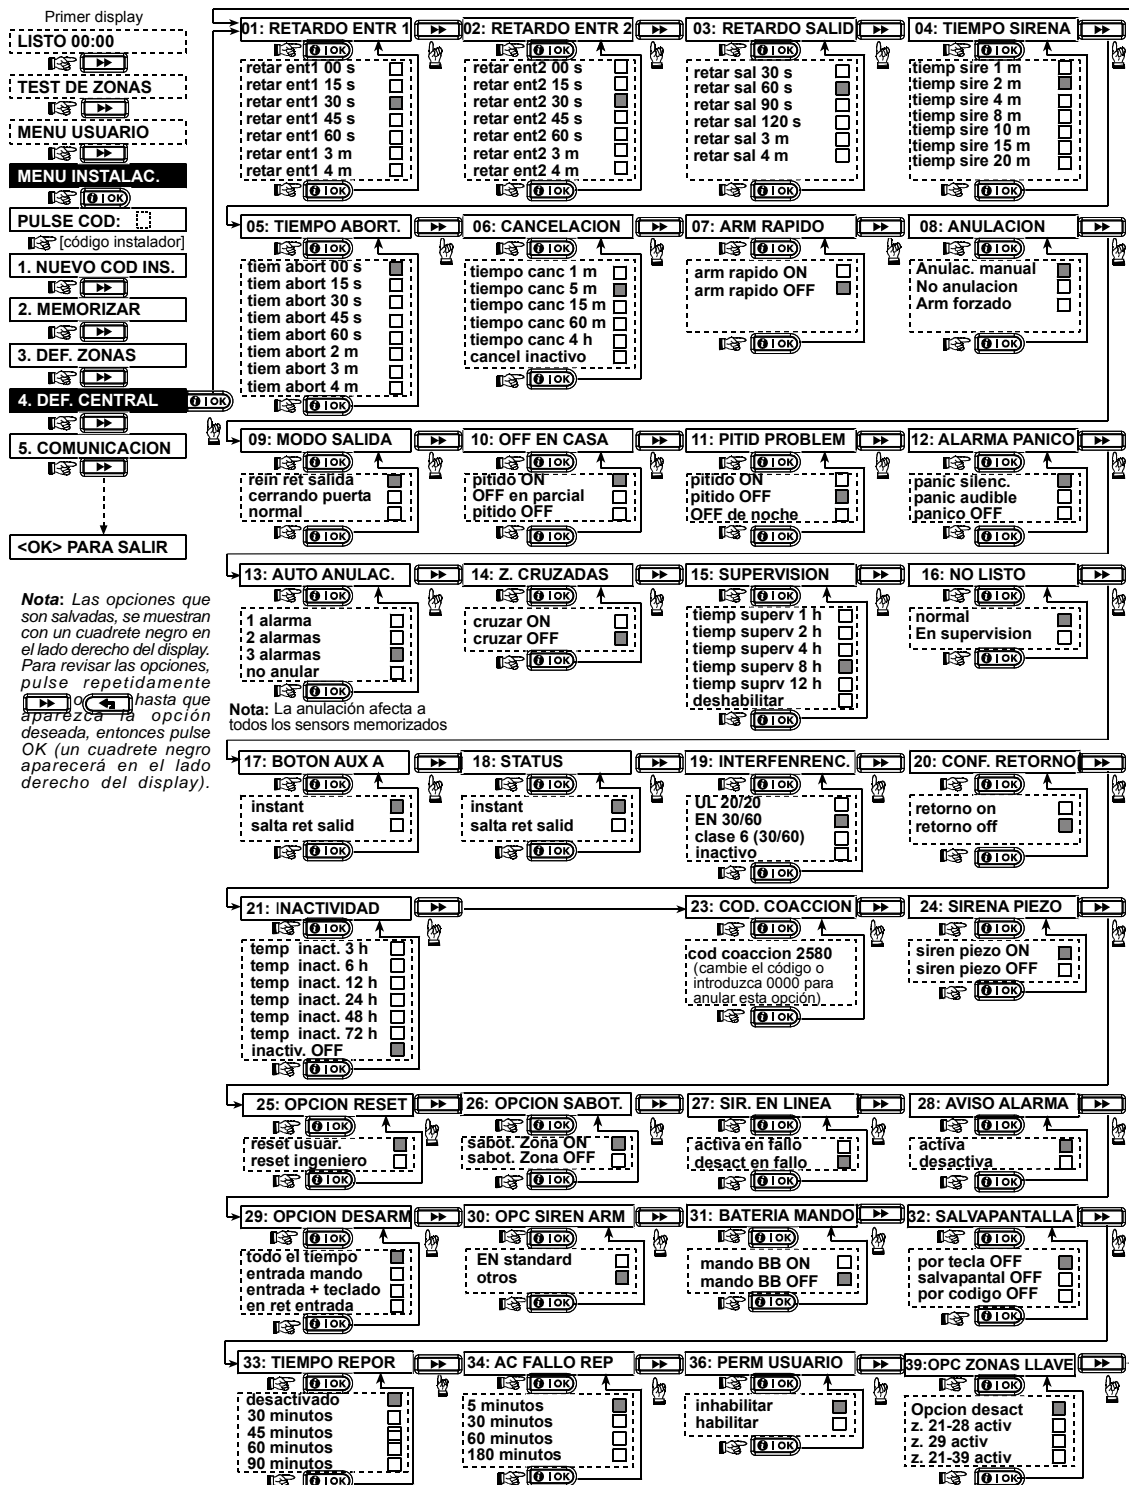 Primer display
LISTO 00:00
TEST DE ZONAS
MENU USUARIO
MENU INSTALAC.
PULSE COD:
[código instalador]
1. NUEVO COD INS.
2. MEMORIZAR
3. DEF. ZONAS
4. DEF. CENTRAL
5. COMUNICACION
<OK> PARA SALIR
Nota: Las opciones que
son salvadas, se muestran
con un cuadrete negro en
el lado derecho del display.
Para revisar las opciones,
pulse repetidamente
o hasta que
aparezca la opción
deseada, entonces pulse
OK (un cuadrete negro
aparecerá en el lado
derecho del display).
01: RETARDO ENTR 1
OK
retar ent1 00 s
retar ent1 15 s
retar ent1 30 s
retar ent1 45 s
retar ent1 60 s
retar ent1 3 m
retar ent1 4 m
OK
02: RETARDO ENTR 2
OK
retar ent2 00 s
retar ent2 15 s
retar ent2 30 s
retar ent2 45 s
retar ent2 60 s
retar ent2 3 m
retar ent2 4 m
OK
03: RETARDO SALID
OK
retar sal 30 s
retar sal 60 s
retar sal 90 s
retar sal 120 s
retar sal 3 m
retar sal 4 m
OK
04: TIEMPO SIRENA
OK
tiemp sire 1 m
tiemp sire 2 m
tiemp sire 4 m
tiemp sire 8 m
tiemp sire 10 m
tiemp sire 15 m
tiemp sire 20 m
OK
05: TIEMPO ABORT.
OK
tiem abort 00 s
tiem abort 15 s
tiem abort 30 s
tiem abort 45 s
tiem abort 60 s
tiem abort 2 m
tiem abort 3 m
tiem abort 4 m
OK
06: CANCELACION
OK
tiempo canc 1 m
tiempo canc 5 m
tiempo canc 15 m
tiempo canc 60 m
tiempo canc 4 h
cancel inactivo
OK
07: ARM RAPIDO
OK
arm rapido ON
arm rapido OFF
OK
08: ANULACION
OK
Anulac. manual
No anulacion
Arm forzado
OK
09: MODO SALIDA
OK
rein ret salida
cerrando puerta
normal
OK
10: OFF EN CASA
OK
pitido ON
OFF en parcial
pitido OFF
OK
11: PITID PROBLEM
OK
pitido ON
pitido OFF
OFF de noche
OK
12: ALARMA PANICO
OK
panic silenc.
panic audible
panico OFF
OK
13: AUTO ANULAC.
OK
1 alarma
2 alarmas
3 alarmas
no anular
OK
Nota: La anulación afecta a
todos los sensors memorizados
14: Z. CRUZADAS
OK
cruzar ON
cruzar OFF
OK
15: SUPERVISION
OK
tiemp superv 1 h
tiemp superv 2 h
tiemp superv 4 h
tiemp superv 8 h
tiemp suprv 12 h
deshabilitar
OK
16: NO LISTO
OK
normal
En supervision
OK
17: BOTON AUX A
OK
instant
salta ret salid
OK
18: STATUS
OK
instant
salta ret salid
OK
19: INTERFENRENC.
OK
UL 20/20
EN 30/60
clase 6 (30/60)
inactivo
OK
20: CONF. RETORNO
OK
retorno on
retorno off
OK
21: INACTIVIDAD
OK
temp inact. 3 h
temp inact. 6 h
temp inact. 12 h
temp inact. 24 h
temp inact. 48 h
temp inact. 72 h
inactiv. OFF
OK
23: COD. COACCION
OK
cod coaccion 2580
(cambie el código o
introduzca 0000 para
anular esta opción)
OK
24: SIRENA PIEZO
OK
siren piezo ON
siren piezo OFF
OK
25: OPCION RESET
OK
reset usuar.
reset ingeniero
OK
26: OPCION SABOT.
OK
sabot. Zona ON
sabot. Zona OFF
OK
27: SIR. EN LINEA
OK
activa en fallo
desact en fallo
OK
28: AVISO ALARMA
OK
activa
desactiva
OK
29: OPCION DESARM
OK
todo el tiempo
entrada mando
entrada + teclado
en ret entrada
OK
30: OPC SIREN ARM
OK
EN standard
otros
OK
31: BATERIA MANDO
OK
mando BB ON
mando BB OFF
OK
32: SALVAPANTALLA
OK
por tecla OFF
salvapantal OFF
por codigo OFF
OK
33: TIEMPO REPOR
OK
desactivado
30 minutos
45 minutos
60 minutos
90 minutos
OK
34: AC FALLO REP
OK
5 minutos
30 minutos
60 minutos
180 minutos
OK
36: PERM USUARIO
OK
inhabilitar
habilitar
OK
39:OPC ZONAS LLAVE
OK
Opcion desact
z. 21-28 activ
z. 29 activ
z. 21-39 activ
OK